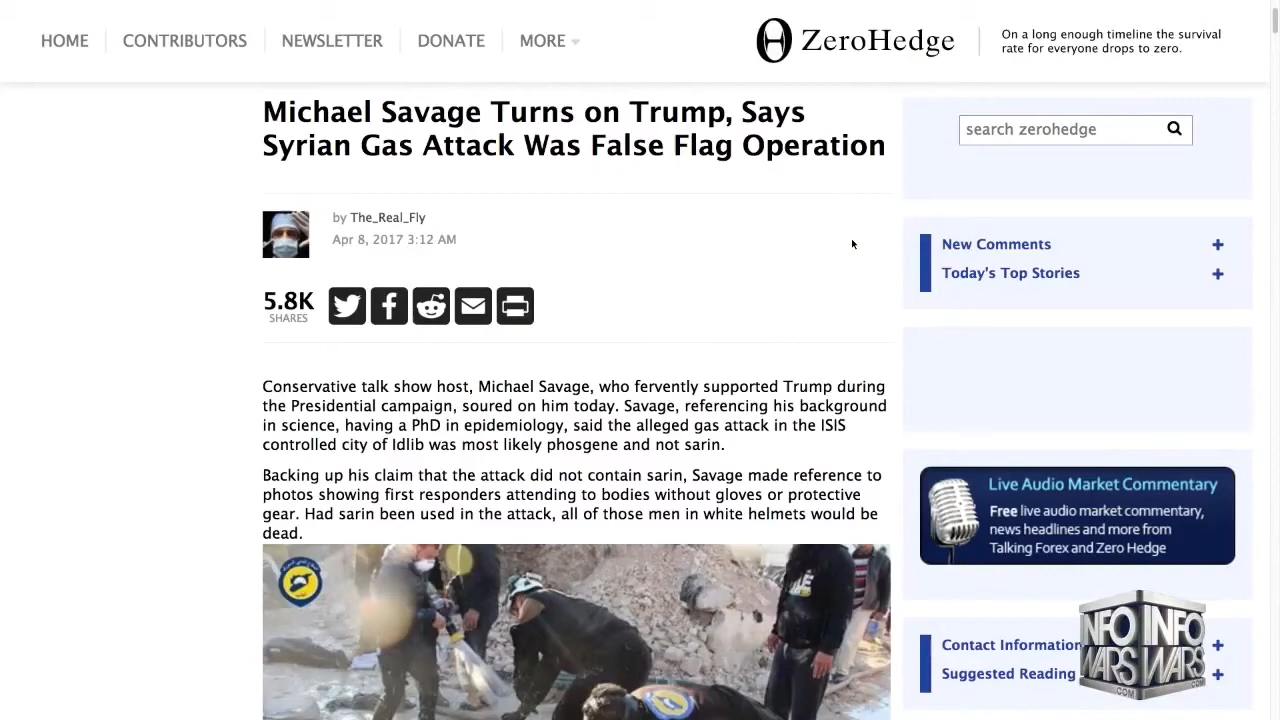 HOME
CONTRIBUTORS
NEWSLETTER
DONATE
MORE
ZeroHedge
On a long enough timeline the survival
rate for everyone drops to zero.
Michael Savage Turns on Trump, Says
Syrian Gas Attack Was False Flag Operation
by The_Real_Fly
Apr 8, 2017 3:12 AM
5.8K
SHARES
Conservative talk show host, Michael Savage, who fervently supported Trump during
the Presidential campaign, soured on him today. Savage, referencing his background
in science, having a PhD in epidemiology, said the alleged gas attack in the ISIS
controlled city of Idlib was most likely phosgene and not sarin.
Backing up his claim that the attack did not contain sarin, Savage made reference to
photos showing first responders attending to bodies without gloves or protective
gear. Had sarin been used in the attack, all of those men in white helmets would be
dead.
search zerohedge
New Comments +
Today's Top Stories +
Live Audio Market Commentary
Free live audio market commentary,
news headlines and more from
Talking Forex and Zero Hedge
Contact Information +
Suggested Reading +
INFO INFO
WARS WARS
.COM .COM